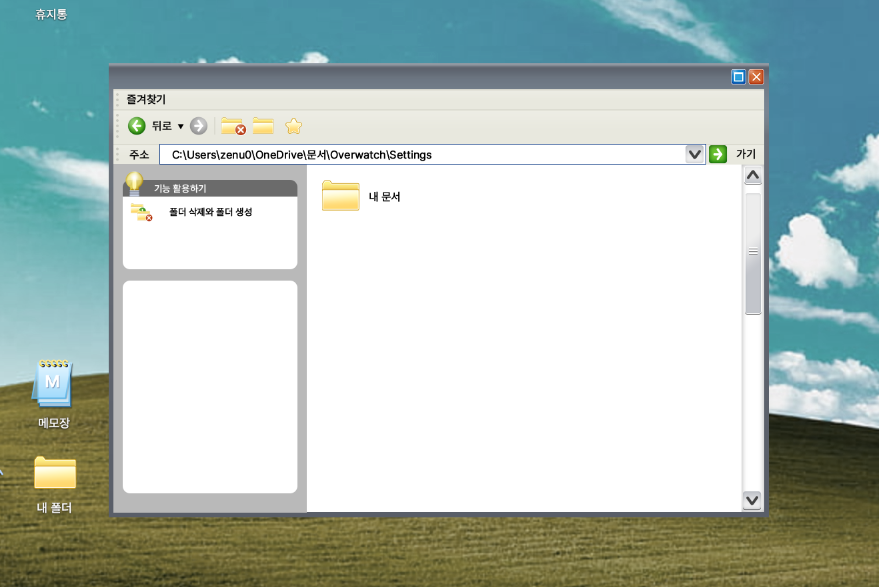 휴지통
즐겨찾기
뒤로
주소 C:\Users\zenu0\OneDrive\문서\Overwatch\Settings 가기
기능 활용하기
내 문서
폴더 삭제와 폴더 생성
M
메모장
내 폴더